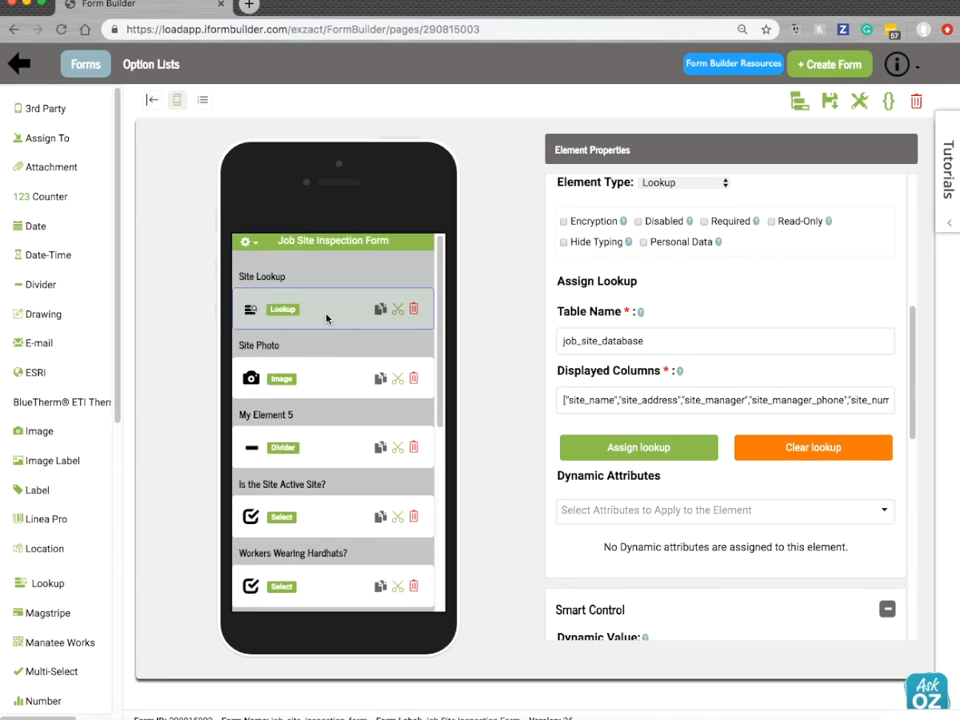 Form Builder
https://loadapp.iformbuilder.com/exzact/FormBuilder/pages/290815003
57
Forms
Option Lists
Form Builder Resources
+ Create Form
3rd Party
Assign To
Attachment
123 Counter
Date
Date-Time
Divider
Drawing
E-mail
ESRI
BlueTherm® ETI Ther
Image
Image Label
Label
Linea Pro
Location
Lookup
Magstripe
Manatee Works
Multi-Select
Number
Job Site Inspection Form
Site Lookup
Lookup
Site Photo
Image
My Element 5
Divider
Is the Site Active Site?
Select
Workers Wearing Hardhats?
Select
Element Properties
Element Type: Lookup
Encryption Disabled Required Read-Only
Hide Typing Personal Data
Assign Lookup
Table Name * :
job_site_database
Displayed Columns * :
["site_name","site_address","site_manager","site_manager_phone","site_num
Assign lookup
Clear lookup
Dynamic Attributes
Select Attributes to Apply to the Element
No Dynamic attributes are assigned to this element.
Smart Control
Dynamic Value:
Tutorials
Ask
OZ